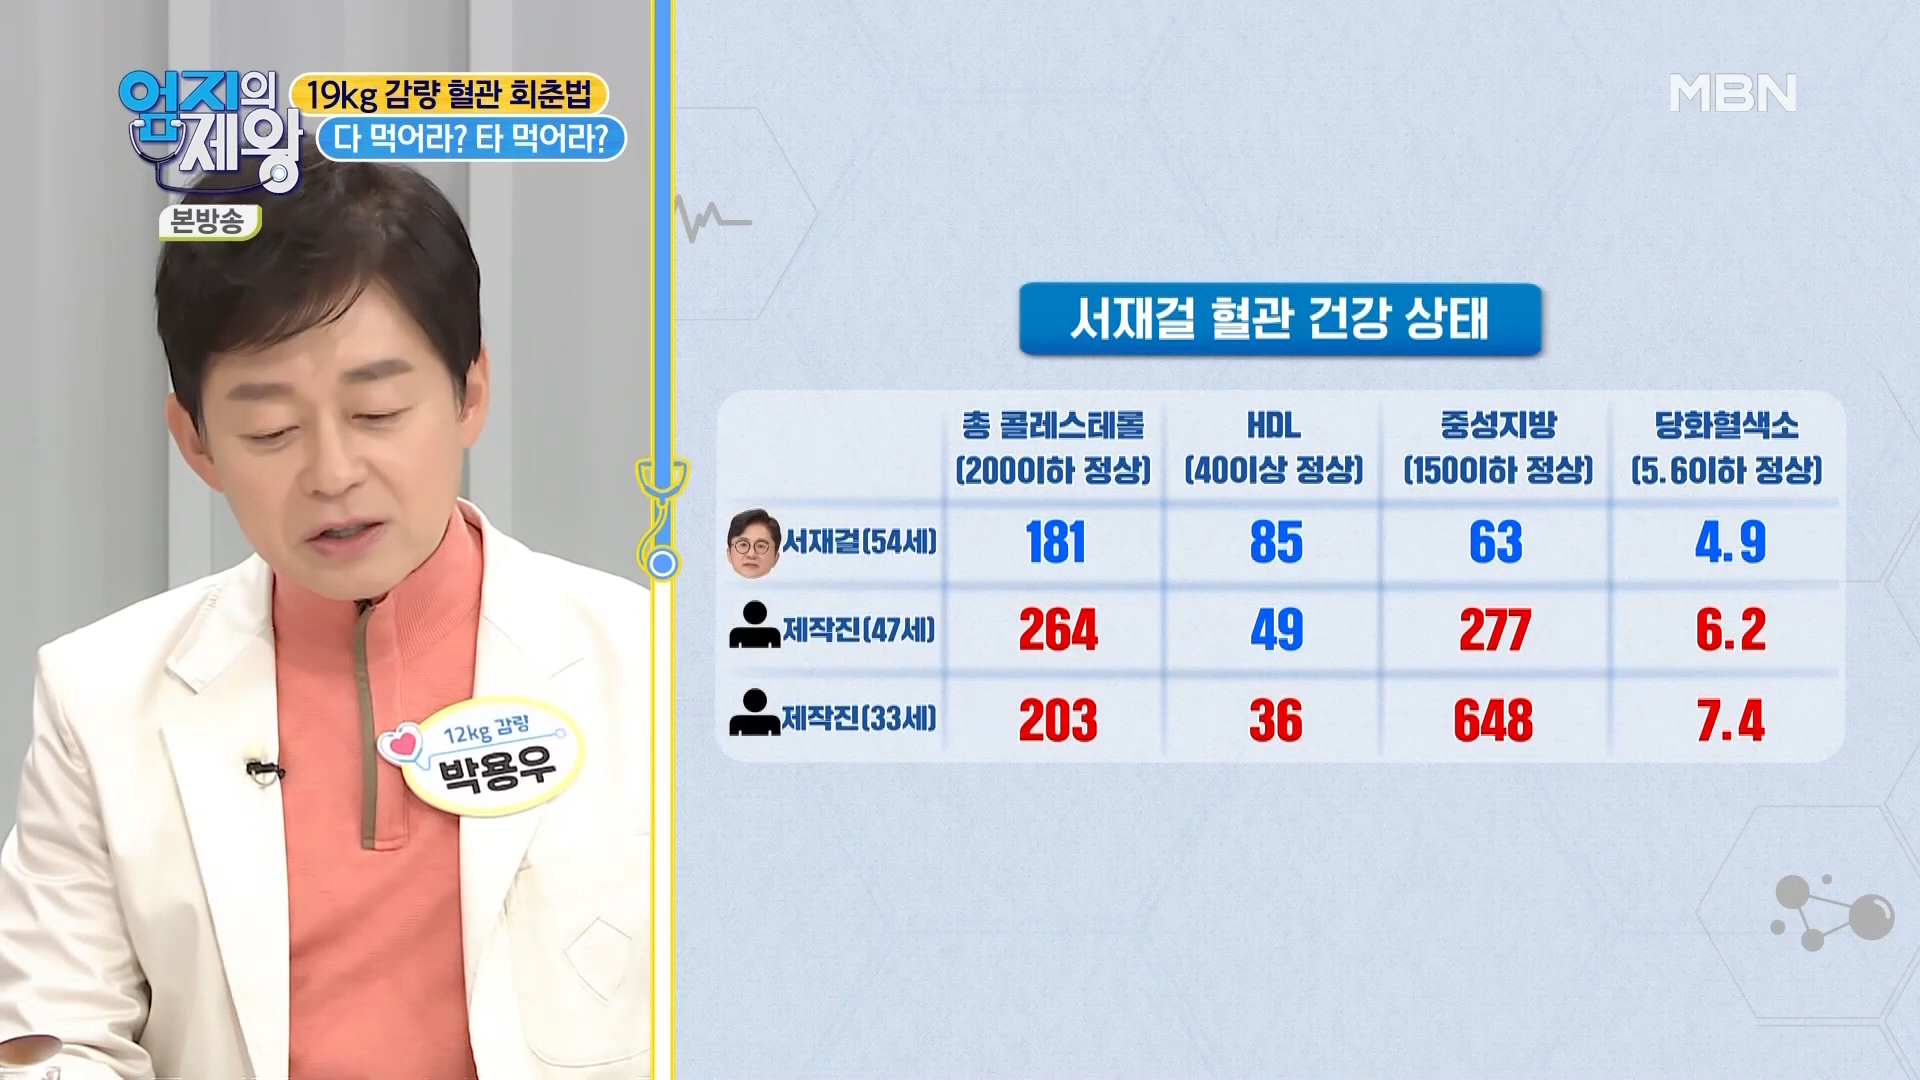 엄지의 제왕
19kg 감량 혈관 회춘법
다 먹어라? 타 먹어라?
본방송
MBN
서재걸 혈관 건강 상태
총 콜레스테롤 HDL 중성지방 당화혈색소
(200이하 정상) (40이상 정상) (150이하 정상) (5.6이하 정상)
서재걸(54세) 181 85 63 4.9
제작진(47세) 264 49 277 6.2
제작진(33세) 203 36 648 7.4
12kg 감량
박용우